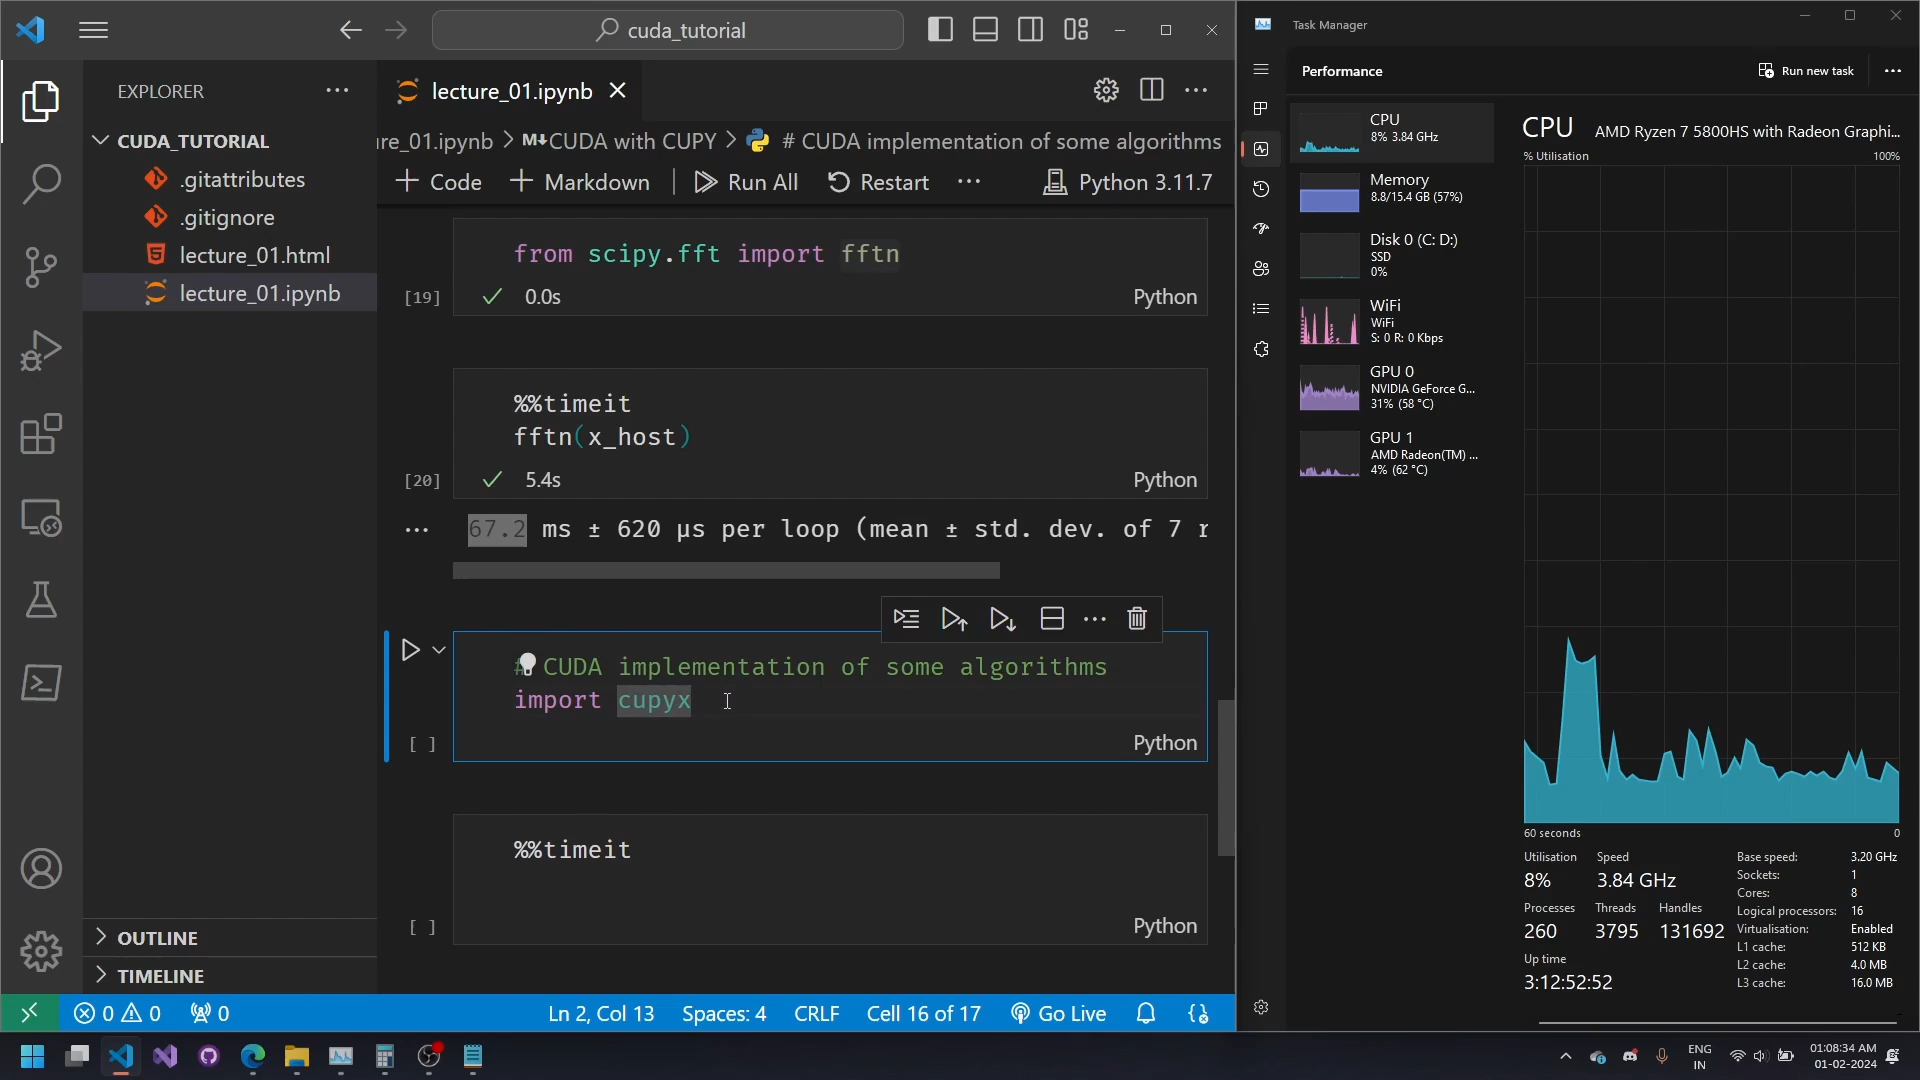 cuda_tutorial
EXPLORER
CUDA_TUTORIAL
.gitattributes
.gitignore
lecture_01.html
lecture_01.ipynb
OUTLINE
TIMELINE
lecture_01.ipynb
re_01.ipynb > M↓CUDA with CUPY > # CUDA implementation of some algorithms
+ Code + Markdown | Run All Restart ··· Python 3.11.7
from scipy.fft import fftn
[19] ✓ 0.0s Python
%%timeit
fftn(x_host)
[20] ✓ 5.4s Python
67.2 ms ± 620 µs per loop (mean ± std. dev. of 7 r
# CUDA implementation of some algorithms
import cupyx
[ ] Python
%%timeit
[ ] Python
0 0 0 Ln 2, Col 13 Spaces: 4 CRLF Cell 16 of 17 Go Live
Task Manager
Performance Run new task
CPU
8% 3.84 GHz
Memory
8.8/15.4 GB (57%)
Disk 0 (C: D:)
SSD
0%
WiFi
WiFi
S: 0 R: 0 Kbps
GPU 0
NVIDIA GeForce G...
31% (58 °C)
GPU 1
AMD Radeon(TM) ...
4% (62 °C)
CPU AMD Ryzen 7 5800HS with Radeon Graphi...
% Utilisation 100%
60 seconds 0
Utilisation Speed
8% 3.84 GHz
Processes Threads Handles
260 3795 131692
Up time
3:12:52:52
Base speed: 3.20 GHz
Sockets: 1
Cores: 8
Logical processors: 16
Virtualisation: Enabled
L1 cache: 512 KB
L2 cache: 4.0 MB
L3 cache: 16.0 MB
ENG
IN
01:08:34 AM
01-02-2024